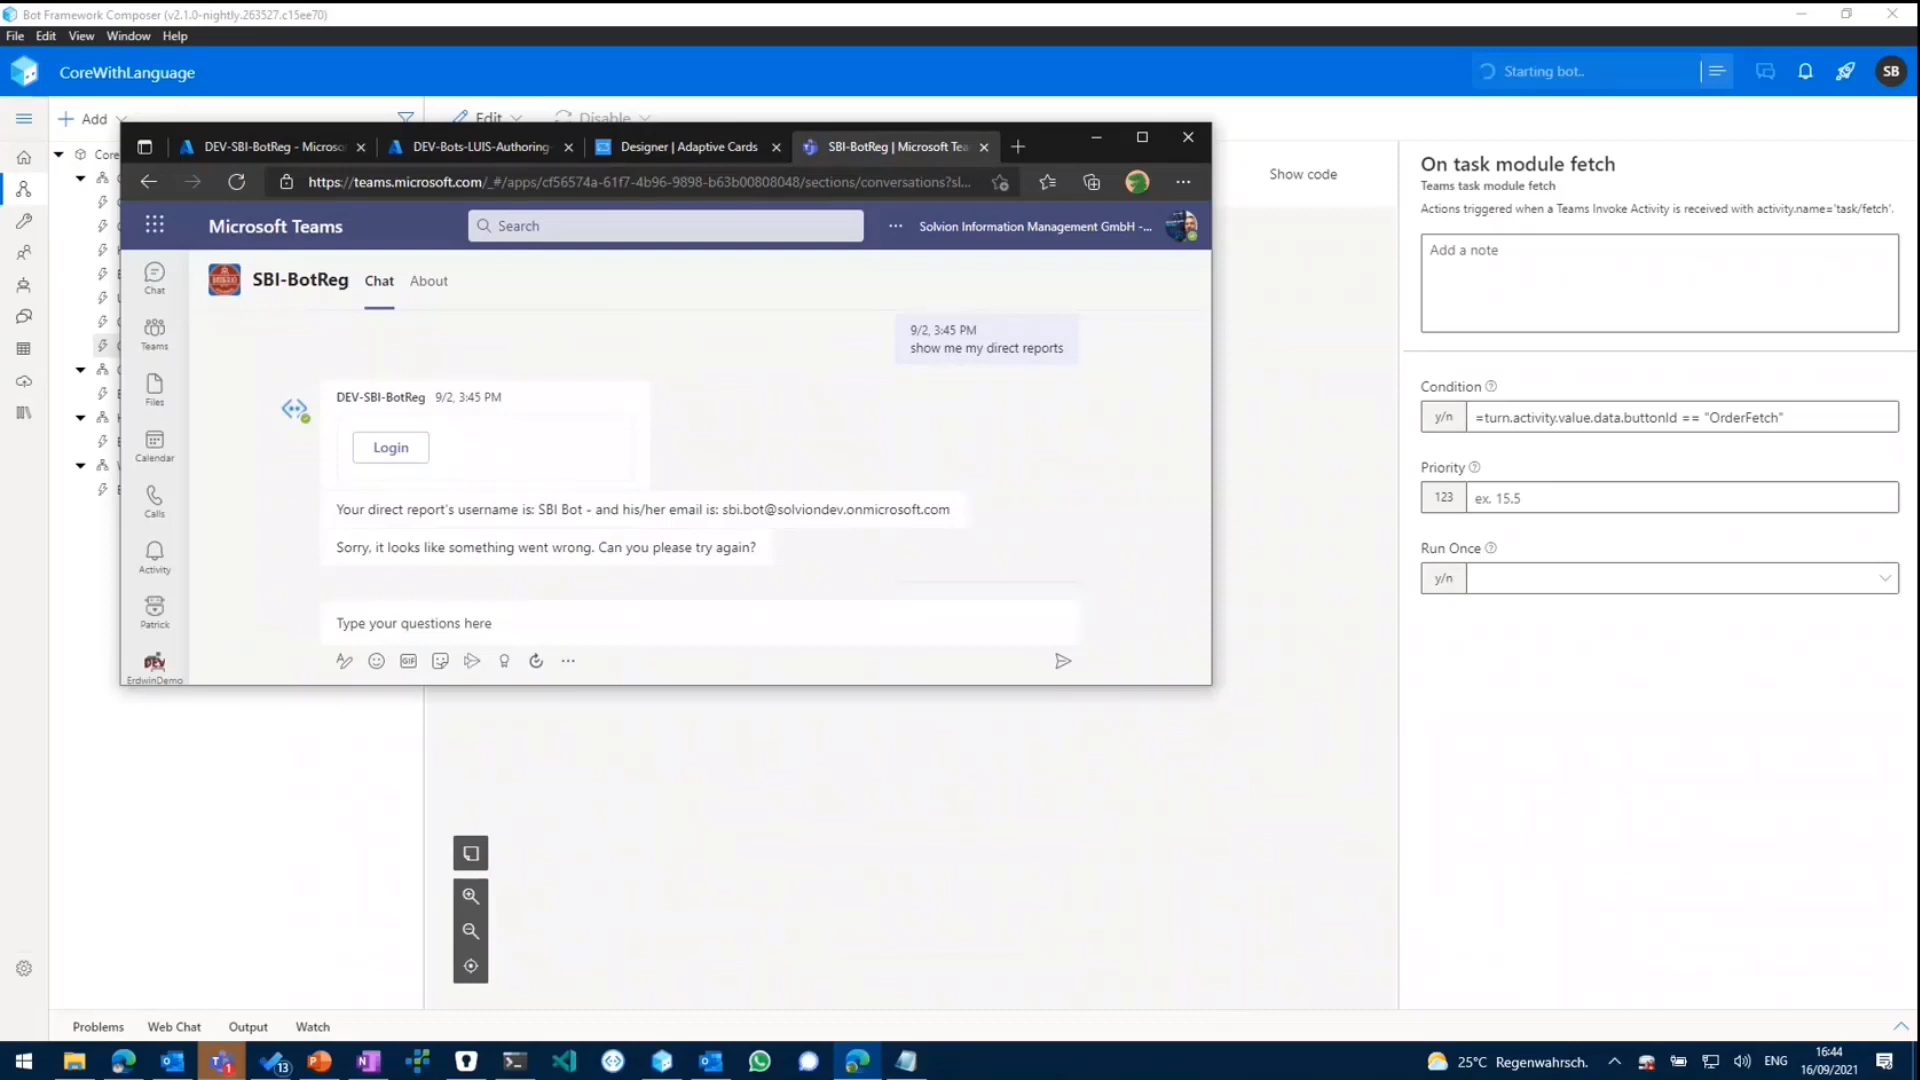 Bot Framework Composer (v2.1.0-nightly.263527.c15ee70)
File Edit View Window Help
CoreWithLanguage
Starting bot..
SB
Add
Edit
Disable
Core
DEV-SBI-BotReg - Microso
DEV-Bots-LUIS-Authoring
Designer | Adaptive Cards
SBI-BotReg | Microsoft Tea
https://teams.microsoft.com/_#/apps/cf56574a-61f7-4b96-9898-b63b00808048/sections/conversations?sl...
Microsoft Teams
Search
Solvion Information Management GmbH -...
SBI-BotReg
Chat
About
Chat
Teams
Files
Calendar
Calls
Activity
Patrick
DEV
ErdwinDemo
9/2, 3:45 PM
show me my direct reports
DEV-SBI-BotReg 9/2, 3:45 PM
Login
Your direct report's username is: SBI Bot - and his/her email is: sbi.bot@solviondev.onmicrosoft.com
Sorry, it looks like something went wrong. Can you please try again?
Type your questions here
GIF
Show code
On task module fetch
Teams task module fetch
Actions triggered when a Teams Invoke Activity is received with activity.name='task/fetch'.
Add a note
Condition
y/n
=turn.activity.value.data.buttonId == "OrderFetch"
Priority
123
ex. 15.5
Run Once
y/n
Problems
Web Chat
Output
Watch
1
13
25°C Regenwahrsch.
ENG
16:44
16/09/2021